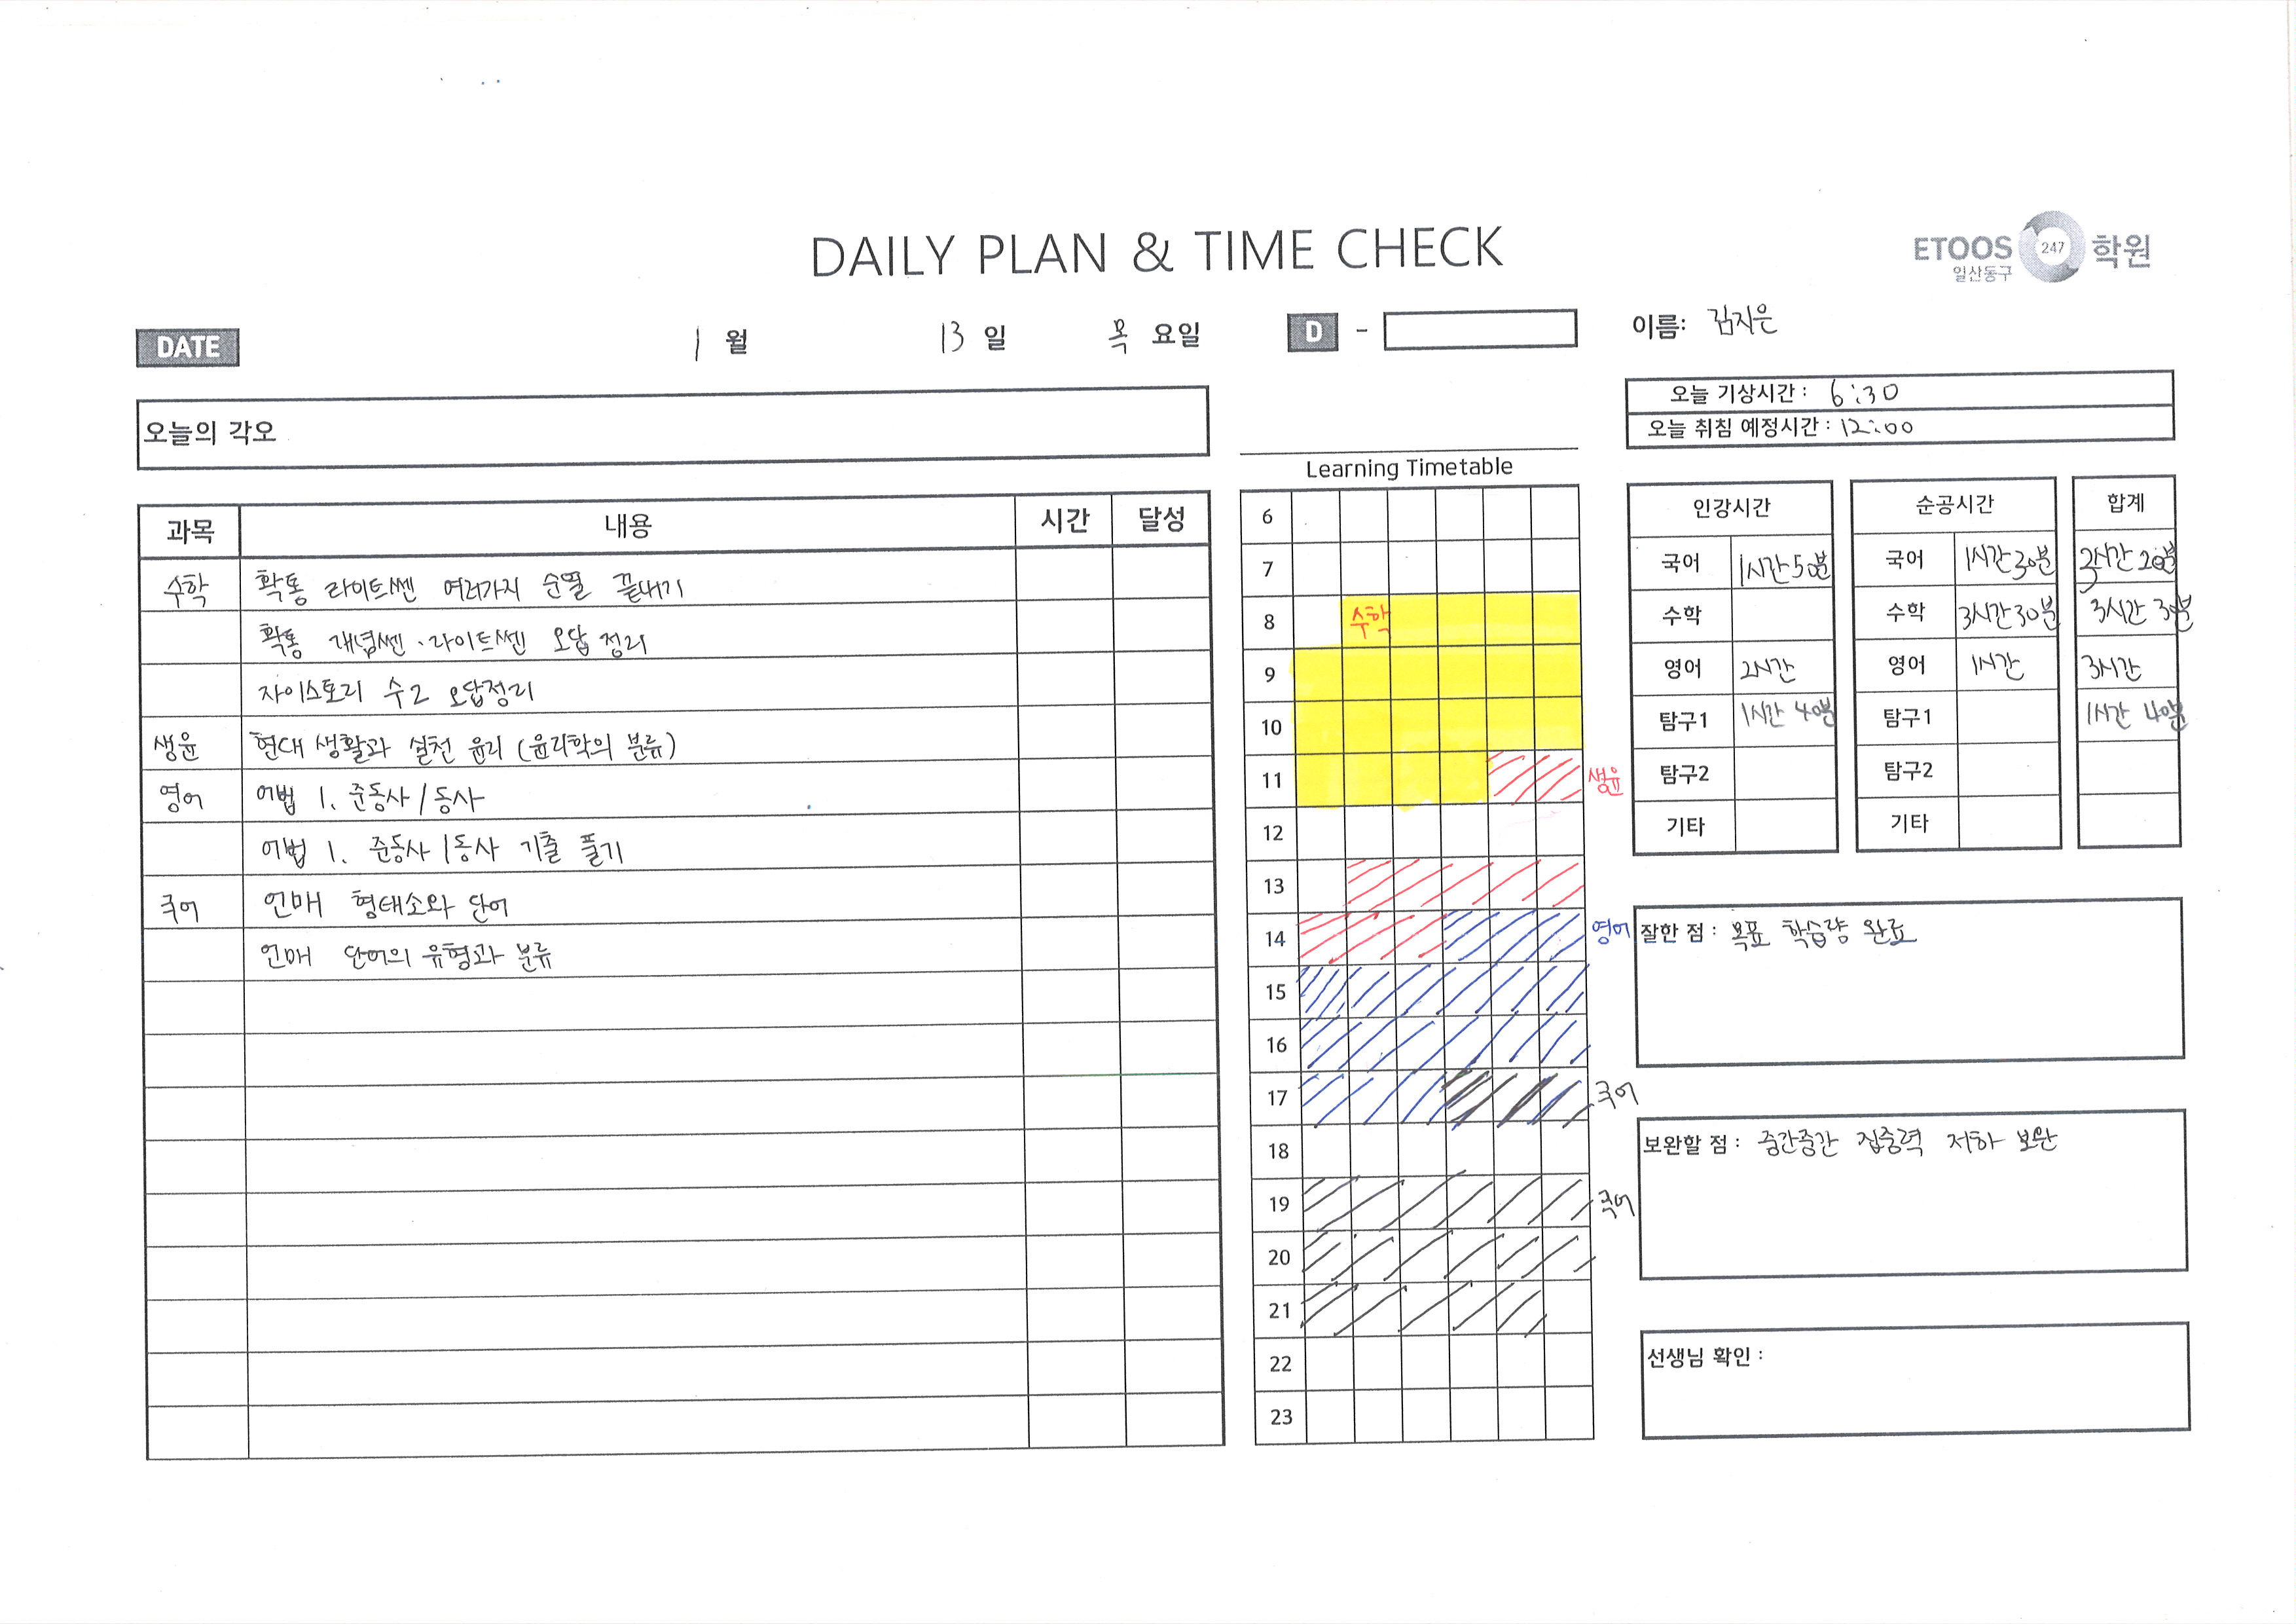 DAILY PLAN & TIME CHECK
ETOOS 247 학원
일산동구
DATE 1 월 13 일 목 요일 D - 이름: 김지은
오늘의 각오
오늘 기상시간 : 6:30
오늘 취침 예정시간 : 12:00
과목 내용 시간 달성
수학 확통 라이트쎈 여러가지 순열 끝내기
확통 개념쎈·라이트쎈 오답 정리
자이스토리 수2 오답정리
생윤 현대 생활과 실천 윤리 (윤리학의 분류)
영어 어법 1. 준동사/동사
어법 1. 준동사/동사 기출 풀기
국어 언매 형태소와 단어
언매 단어의 유형과 분류
Learning Timetable
6
7
8 수학
9
10
11 생윤
12
13
14 영어
15
16
17 국어
18
19 국어
20
21
22
23
인강시간 순공시간 합계
국어 1시간 50분 국어 1시간 30분 3시간 20분
수학 수학 3시간 30분 3시간 30분
영어 2시간 영어 1시간 3시간
탐구1 1시간 40분 탐구1 1시간 40분
탐구2 탐구2
기타 기타
잘한 점 : 목표 학습량 완료
보완할 점 : 중간중간 집중력 저하 보완
선생님 확인 :